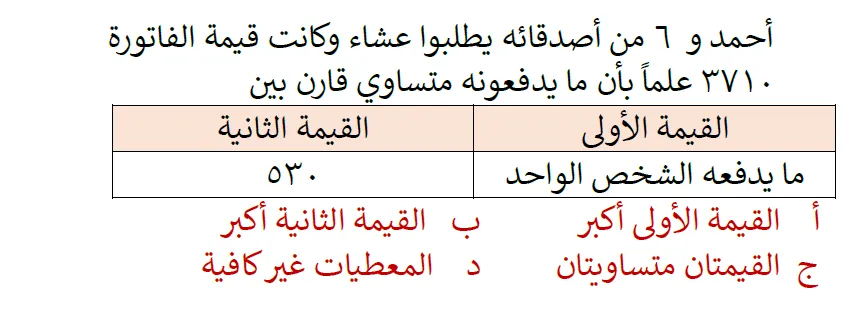 أحمد و ٦ من أصدقائه يطلبوا عشاء وكانت قيمة الفاتورة
٣٧١٠ علماً بأن ما يدفعونه متساوي قارن بين
القيمة الأولى القيمة الثانية
ما يدفعه الشخص الواحد ٥٣٠
أ القيمة الأولى أكبر ب القيمة الثانية أكبر
ج القيمتان متساويتان د المعطيات غير كافية